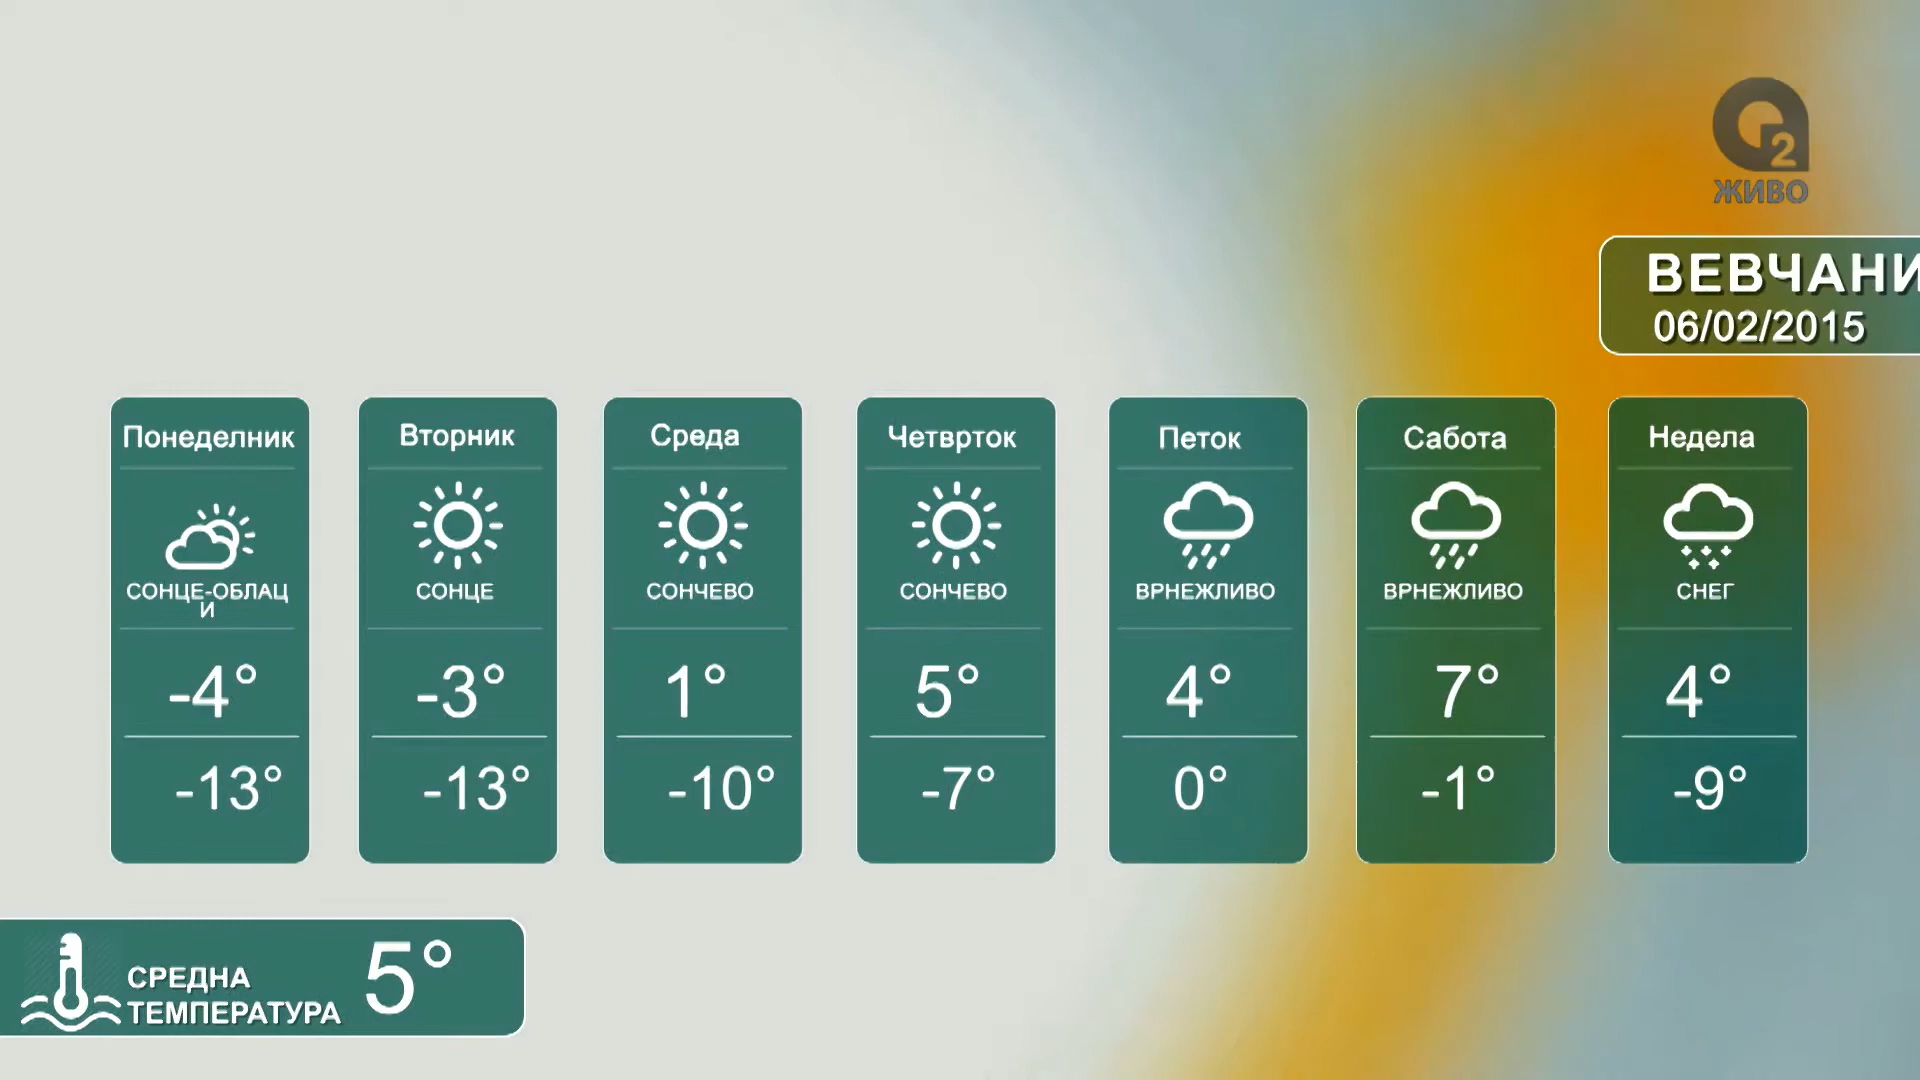 2
ЖИВО
ВЕВЧАНИ
06/02/2015
Понеделник
СОНЦЕ-ОБЛАЦ
И
-4°
-13°
Вторник
СОНЦЕ
-3°
-13°
Среда
СОНЧЕВО
1°
-10°
Четврток
СОНЧЕВО
5°
-7°
Петок
ВРНЕЖЛИВО
4°
0°
Сабота
ВРНЕЖЛИВО
7°
-1°
Недела
СНЕГ
4°
-9°
СРЕДНА
ТЕМПЕРАТУРА
5°